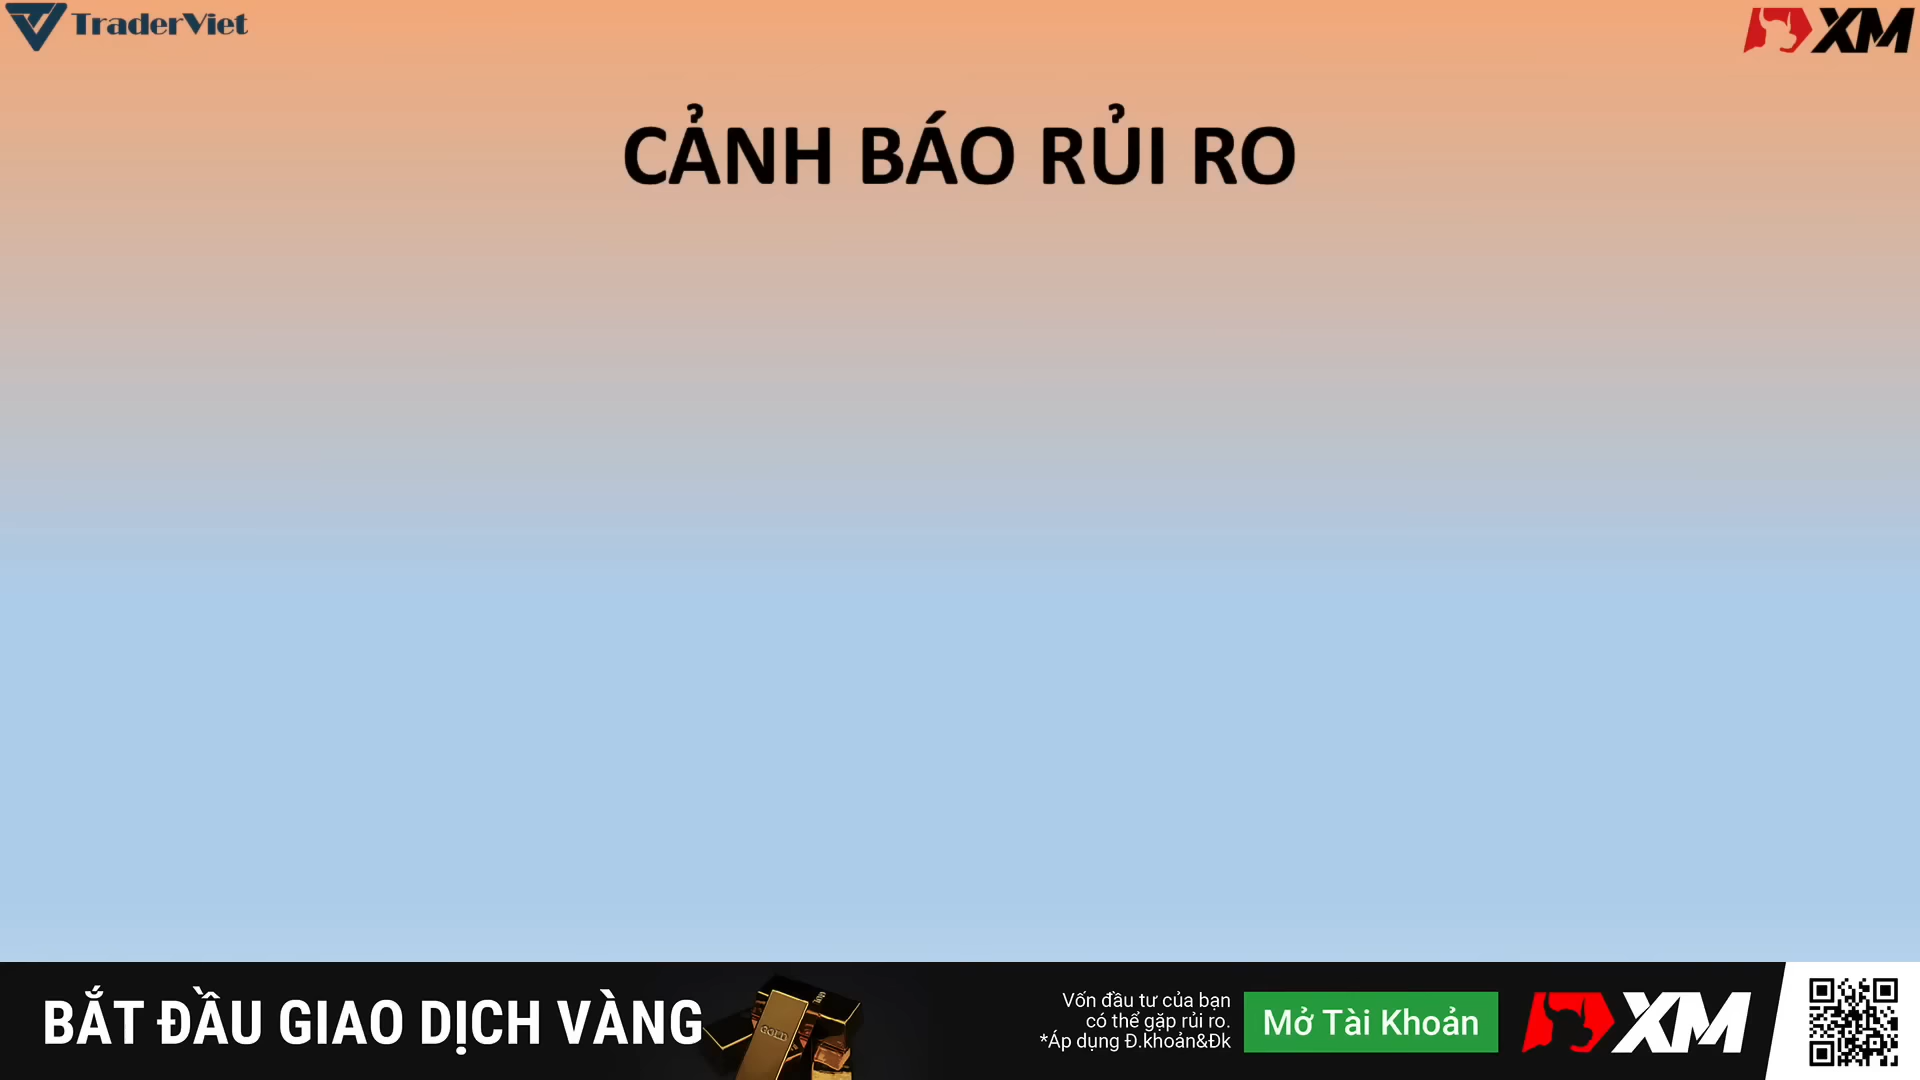 TraderViet
XM
CẢNH BÁO RỦI RO
BẮT ĐẦU GIAO DỊCH VÀNG
GOLD
Vốn đầu tư của bạn
có thể gặp rủi ro.
*Áp dụng Đ.khoản&Đk
Mở Tài Khoản
XM